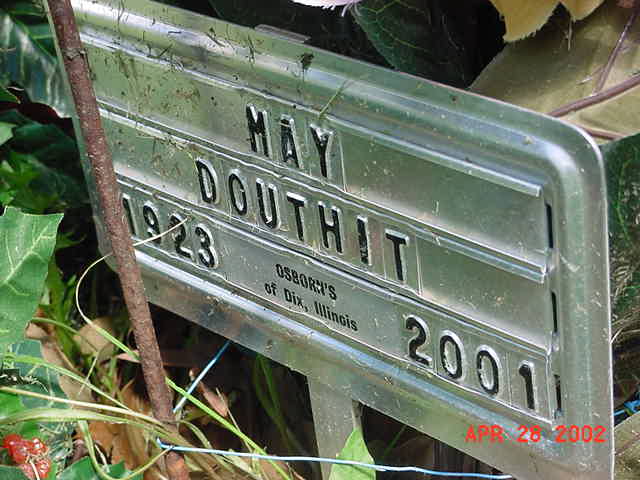 MAY
DOUTHIT
1923
OSBORN'S
of Dix, Illinois
2001
APR 28 2002